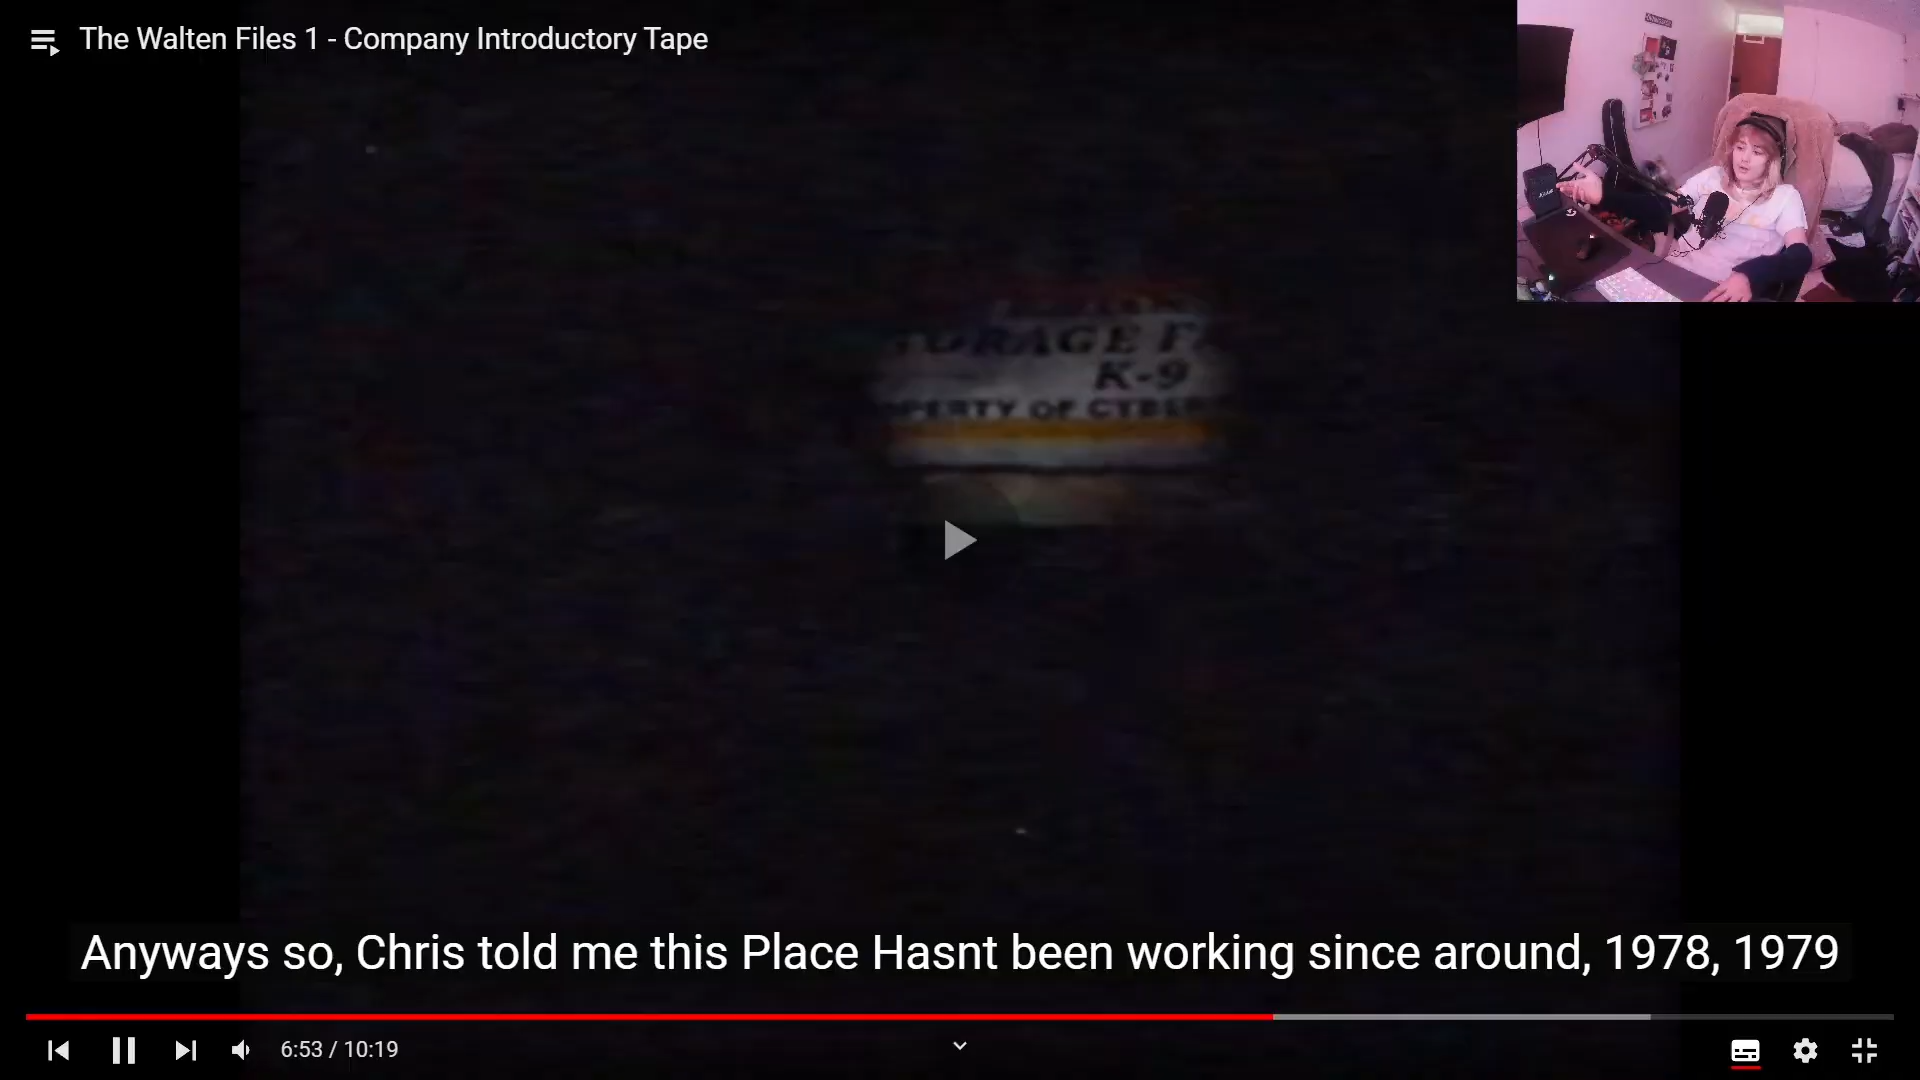 The Walten Files 1 - Company Introductory Tape
K-9
OF
Anyways so, Chris told me this Place Hasnt been working since around, 1978, 1979
6:53 / 10:19